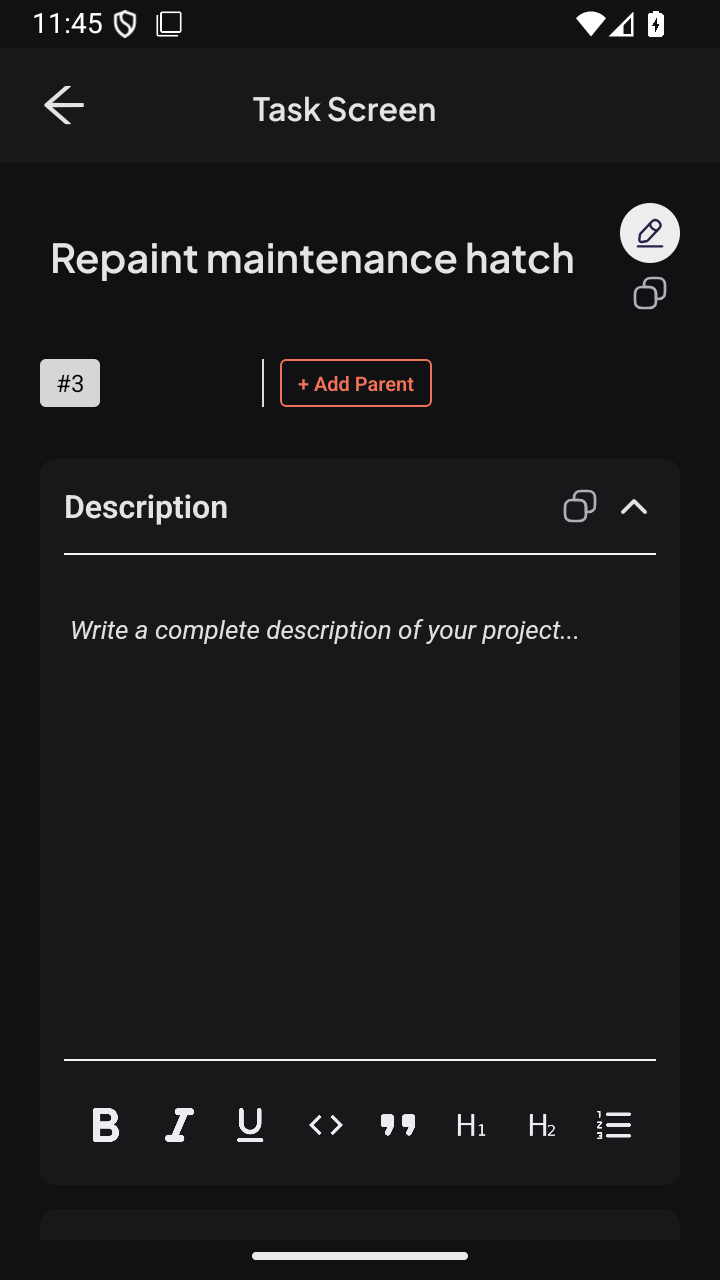 11:45
Task Screen
Repaint maintenance hatch
#3
+ Add Parent
Description
Write a complete description of your project...
B I U <> H1 H2